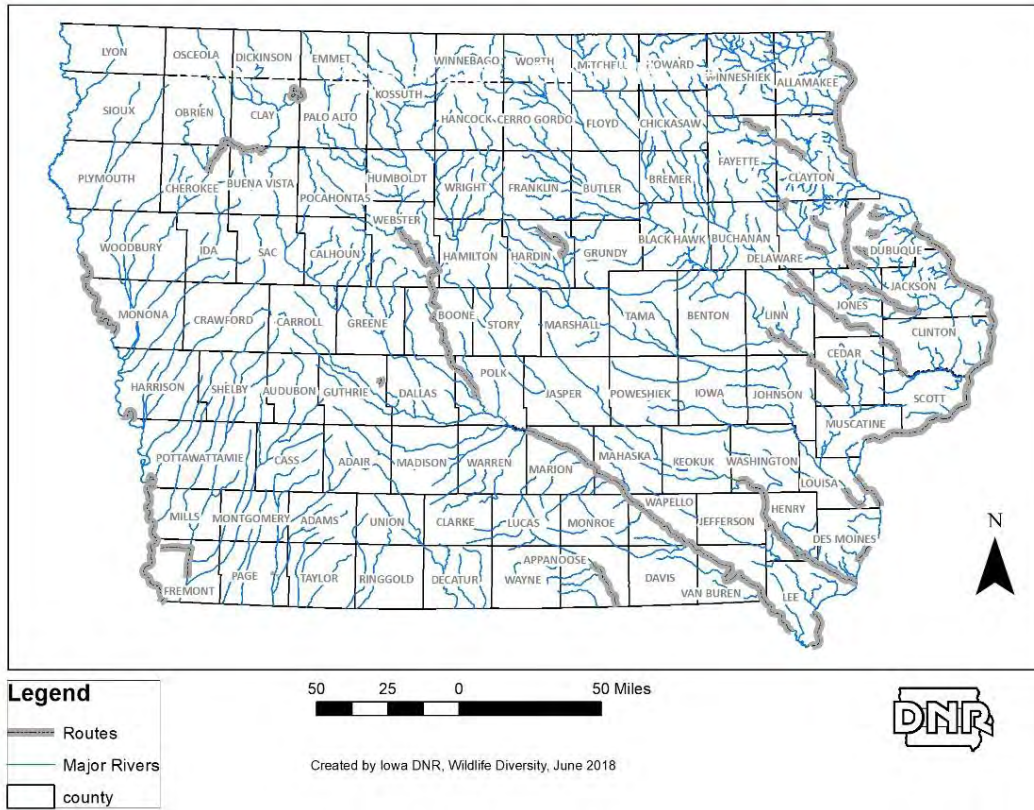 LYON
OSCEOLA
DICKINSON
EMMET
WINNEBAGO
WORTH
MITCHELL
HOWARD
WINNESHIEK
ALLAMAKEE
KOSSUTH
SIOUX
OBRIEN
CLAY
PALO ALTO
HANCOCK
CERRO GORDO
FLOYD
CHICKASAW
FAYETTE
CLAYTON
PLYMOUTH
CHEROKEE
BUENA VISTA
POCAHONTAS
HUMBOLDT
WRIGHT
FRANKLIN
BUTLER
BREMER
WEBSTER
WOODBURY
IDA
SAC
CALHOUN
HAMILTON
HARDIN
GRUNDY
BLACK HAWK
BUCHANAN
DELAWARE
DUBUQUE
JACKSON
MONONA
CRAWFORD
CARROLL
GREENE
BOONE
STORY
MARSHALL
TAMA
BENTON
LINN
JONES
CLINTON
CEDAR
HARRISON
SHELBY
AUDUBON
GUTHRIE
DALLAS
POLK
JASPER
POWESHIEK
IOWA
JOHNSON
SCOTT
MUSCATINE
POTTAWATTAMIE
CASS
ADAIR
MADISON
WARREN
MARION
MAHASKA
KEOKUK
WASHINGTON
LOUISA
MILLS
MONTGOMERY
ADAMS
UNION
CLARKE
LUCAS
MONROE
WAPELLO
JEFFERSON
HENRY
DES MOINES
FREMONT
PAGE
TAYLOR
RINGGOLD
DECATUR
WAYNE
APPANOOSE
DAVIS
VAN BUREN
LEE
N
Legend
Routes
Major Rivers
county
50 25 0 50 Miles
Created by Iowa DNR, Wildlife Diversity, June 2018
DNR